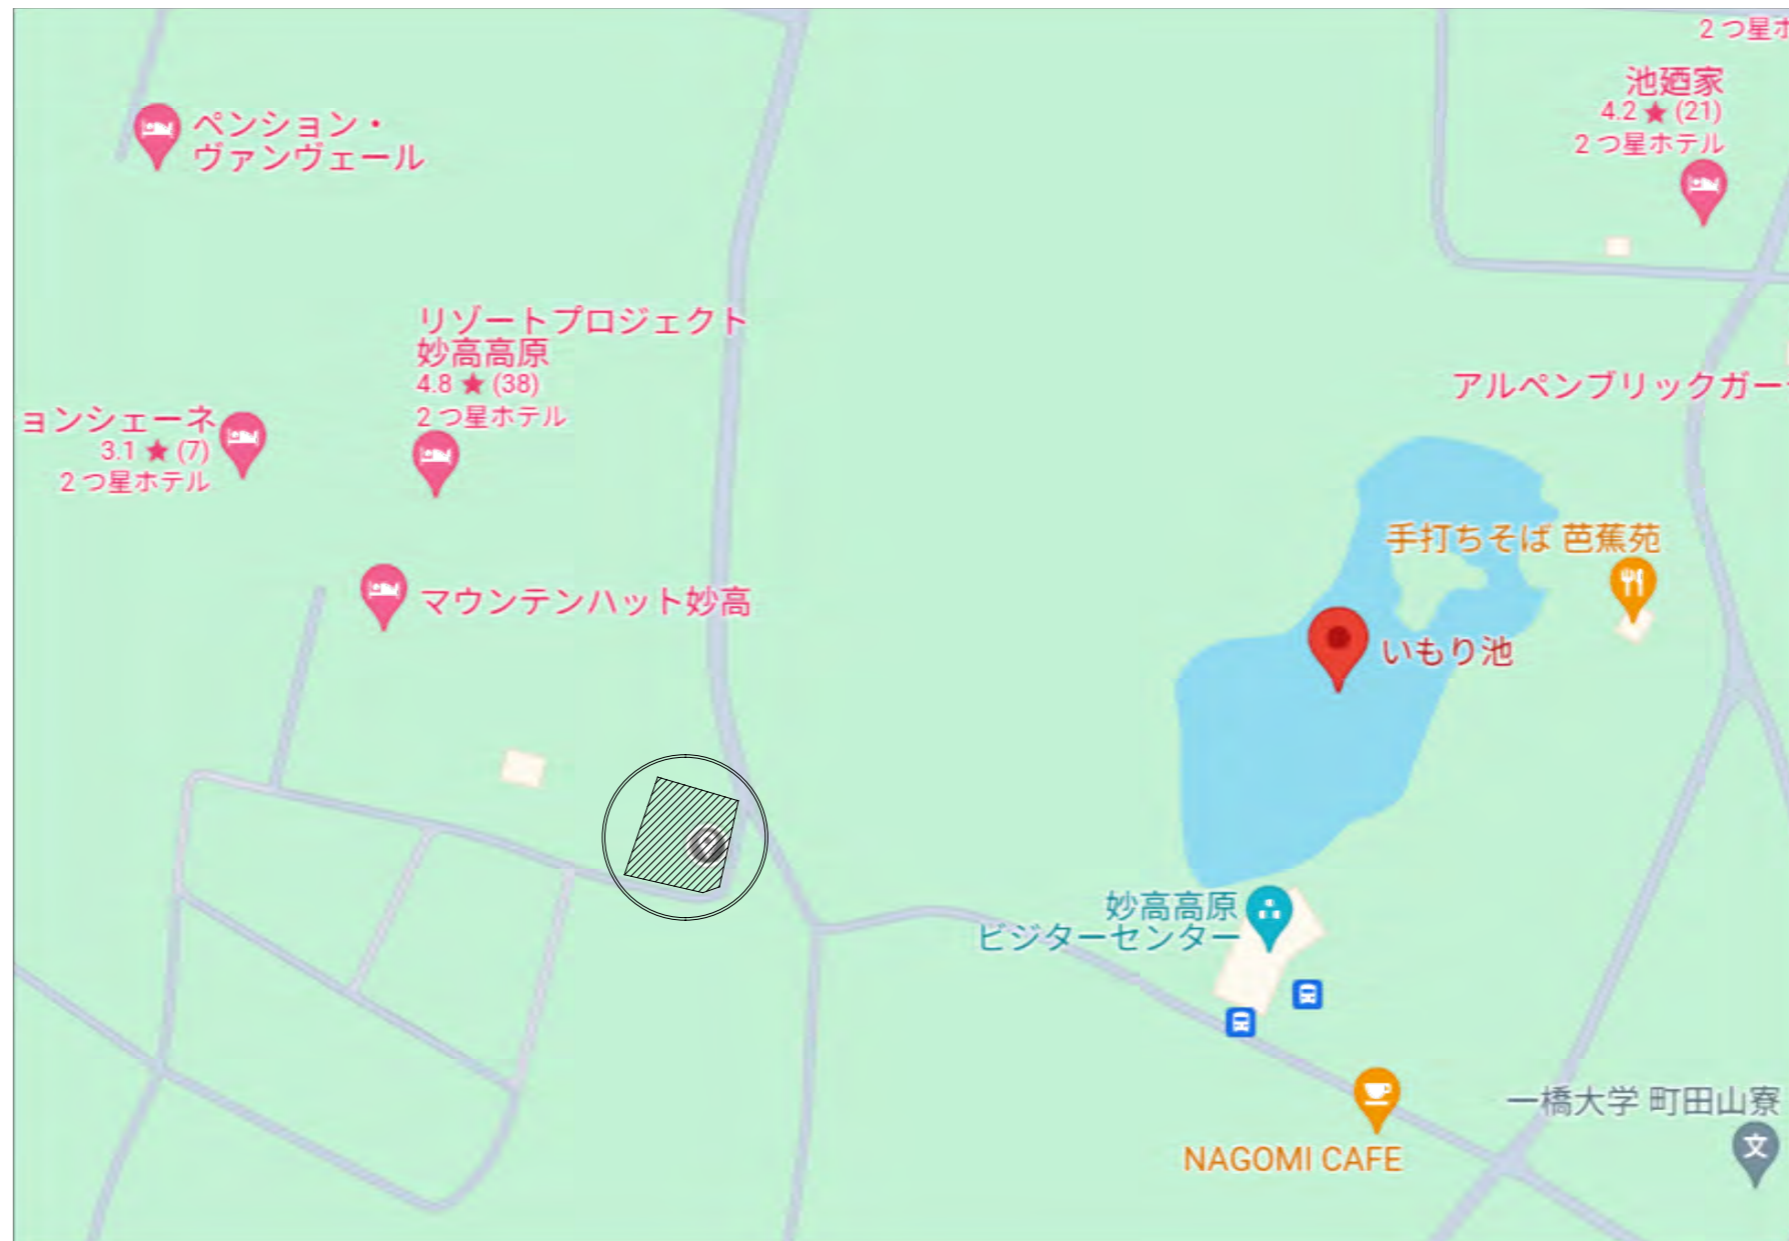 2 つ星ホ
池廼家
4.2 ★ (21)
2 つ星ホテル
ペンション・
ヴァンヴェール
リゾートプロジェクト
妙高高原
4.8 ★ (38)
2 つ星ホテル
アルペンブリックガー
ョンシェーネ
3.1 ★ (7)
2 つ星ホテル
手打ちそば 芭蕉苑
マウンテンハット妙高
いもり池
妙高高原
ビジターセンター
一橋大学 町田山寮
文
NAGOMI CAFE